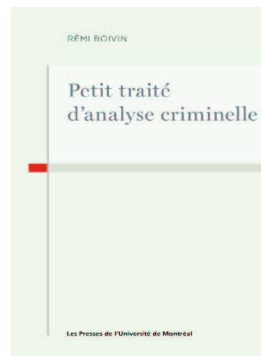 RÉMI BOIVIN
Petit traité
d'analyse criminelle
Les Presses de l'Université de Montréal